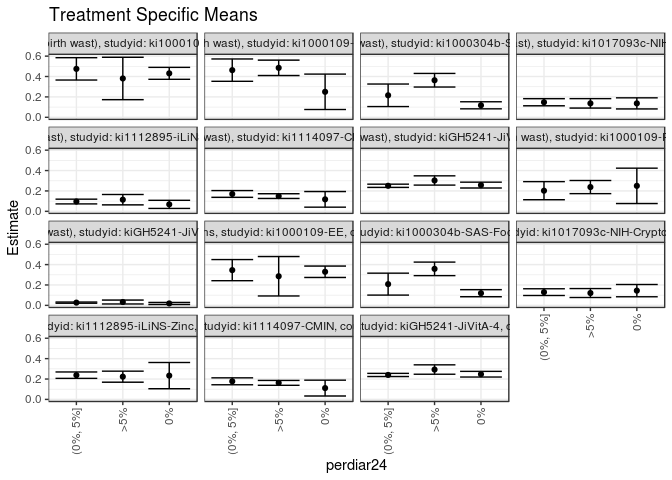 Treatment Specific Means
birth wast), studyid: ki100010
h wast), studyid: ki1000109-
wast), studyid: ki1000304b-S
st), studyid: ki1017093c-NIH
0.6
0.4
0.2
0.0
ast), studyid: ki1112895-iLiN
wast), studyid: ki1114097-C
wast), studyid: kiGH5241-JiV
studyid: ki1000109-
0.6
0.4
0.2
0.0
wast), studyid: kiGH5241-JiV
ns, studyid: ki1000109-EE,
udyid: ki1000304b-SAS-Foo
dyid: ki1017093c-NIH-Crypto
0.6
0.4
0.2
0.0
dyid: ki1112895-iLiNS-Zinc,
tudyid: ki1114097-CMIN, co
tudyid: kiGH5241-JiVitA-4,
0.6
0.4
0.2
0.0
Estimate
(0%, 5%]
>5%
0%
(0%, 5%]
>5%
0%
(0%, 5%]
>5%
0%
(0%, 5%]
>5%
0%
perdiar24